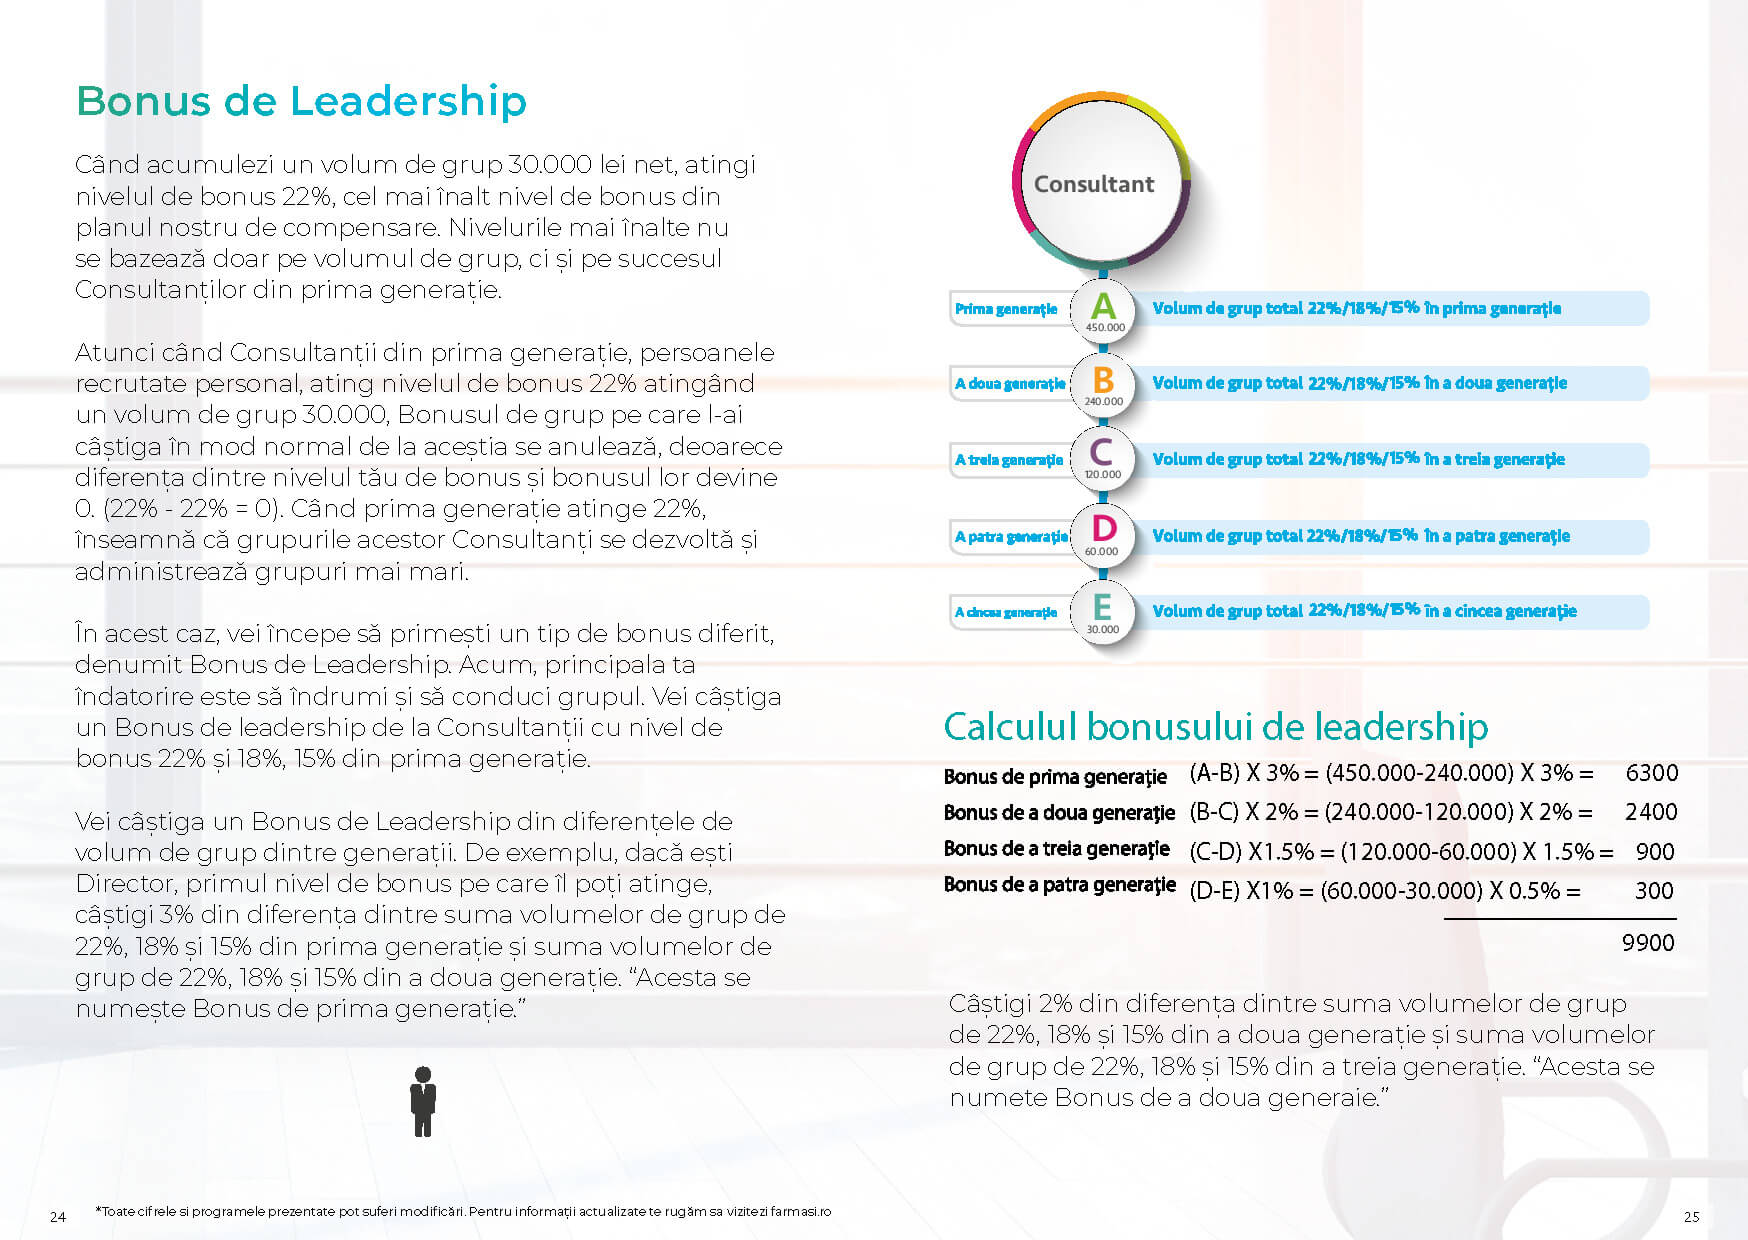 Bonus de Leadership
Când acumulezi un volum de grup 30.000 lei net, atingi
nivelul de bonus 22%, cel mai înalt nivel de bonus din
planul nostru de compensare. Nivelurile mai înalte nu
se bazează doar pe volumul de grup, ci și pe succesul
Consultanților din prima generație.
Atunci când Consultanții din prima generație, persoanele
recrutate personal, ating nivelul de bonus 22% atingând
un volum de grup 30.000, Bonusul de grup pe care l-ai
câștiga în mod normal de la aceștia se anulează, deoarece
diferența dintre nivelul tău de bonus și bonusul lor devine
0. (22% - 22% = 0). Când prima generație atinge 22%,
înseamnă că grupurile acestor Consultanți se dezvoltă și
administrează grupuri mai mari.
În acest caz, vei începe să primești un tip de bonus diferit,
denumit Bonus de Leadership. Acum, principala ta
îndatorire este să îndrumi și să conduci grupul. Vei câștiga
un Bonus de leadership de la Consultanții cu nivel de
bonus 22% și 18%, 15% din prima generație.
Vei câștiga un Bonus de Leadership din diferențele de
volum de grup dintre generații. De exemplu, dacă ești
Director, primul nivel de bonus pe care îl poți atinge,
câștigi 3% din diferența dintre suma volumelor de grup de
22%, 18% și 15% din prima generație și suma volumelor de
grup de 22%, 18% și 15% din a doua generație. “Acesta se
numește Bonus de prima generație.”
24
*Toate cifrele si programele prezentate pot suferi modificări. Pentru informații actualizate te rugăm sa vizitezi farmasi.ro
Consultant
Prima generație A 450.000 Volum de grup total 22%/18%/15% în prima generație
A doua generație B 240.000 Volum de grup total 22%/18%/15% în a doua generație
A treia generație C 120.000 Volum de grup total 22%/18%/15% în a treia generație
A patra generație D 60.000 Volum de grup total 22%/18%/15% în a patra generație
A cincea generație E 30.000 Volum de grup total 22%/18%/15% în a cincea generație
Calculul bonusului de leadership
Bonus de prima generație (A-B) X 3% = (450.000-240.000) X 3% = 6300
Bonus de a doua generație (B-C) X 2% = (240.000-120.000) X 2% = 2400
Bonus de a treia generație (C-D) X1.5% = (120.000-60.000) X 1.5% = 900
Bonus de a patra generație (D-E) X1% = (60.000-30.000) X 0.5% = 300
9900
Câștigi 2% din diferența dintre suma volumelor de grup
de 22%, 18% și 15% din a doua generație și suma volumelor
de grup de 22%, 18% și 15% din a treia generație. “Acesta se
numete Bonus de a doua generaie.”
25